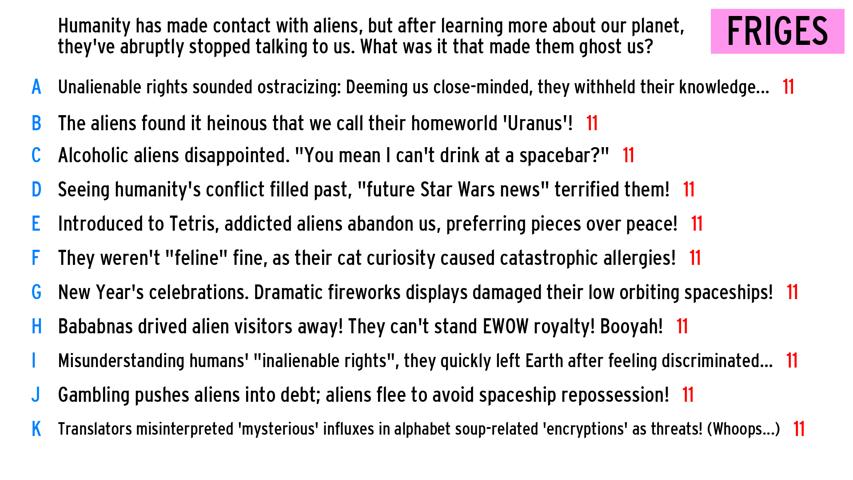 Humanity has made contact with aliens, but after learning more about our planet,
they've abruptly stopped talking to us. What was it that made them ghost us?
FRIGES
A Unalienable rights sounded ostracizing: Deeming us close-minded, they withheld their knowledge... 11
B The aliens found it heinous that we call their homeworld 'Uranus'! 11
C Alcoholic aliens disappointed. "You mean I can't drink at a spacebar?" 11
D Seeing humanity's conflict filled past, "future Star Wars news" terrified them! 11
E Introduced to Tetris, addicted aliens abandon us, preferring pieces over peace! 11
F They weren't "feline" fine, as their cat curiosity caused catastrophic allergies! 11
G New Year's celebrations. Dramatic fireworks displays damaged their low orbiting spaceships! 11
H Bababnas drived alien visitors away! They can't stand EWOW royalty! Booyah! 11
I Misunderstanding humans' "inalienable rights", they quickly left Earth after feeling discriminated... 11
J Gambling pushes aliens into debt; aliens flee to avoid spaceship repossession! 11
K Translators misinterpreted 'mysterious' influxes in alphabet soup-related 'encryptions' as threats! (Whoops...) 11